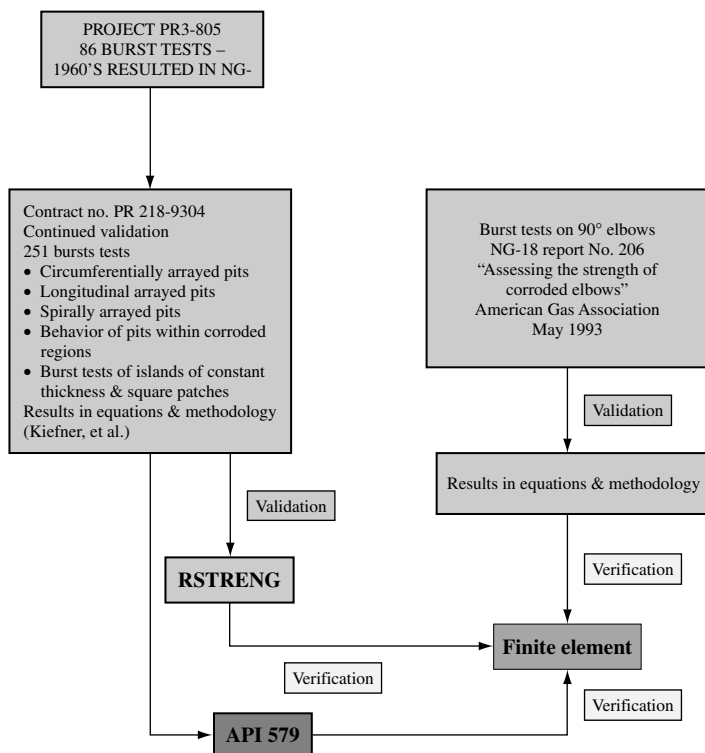 PROJECT PR3-805
86 BURST TESTS –
1960’S RESULTED IN NG-
Contract no. PR 218-9304
Continued validation
251 bursts tests
• Circumferentially arrayed pits
• Longitudinal arrayed pits
• Spirally arrayed pits
• Behavior of pits within corroded
regions
• Burst tests of islands of constant
thickness & square patches
Results in equations & methodology
(Kiefner, et al.)
Burst tests on 90° elbows
NG-18 report No. 206
“Assessing the strength of
corroded elbows”
American Gas Association
May 1993
Validation
Results in equations & methodology
Validation
RSTRENG
Verification
Finite element
Verification
Verification
API 579